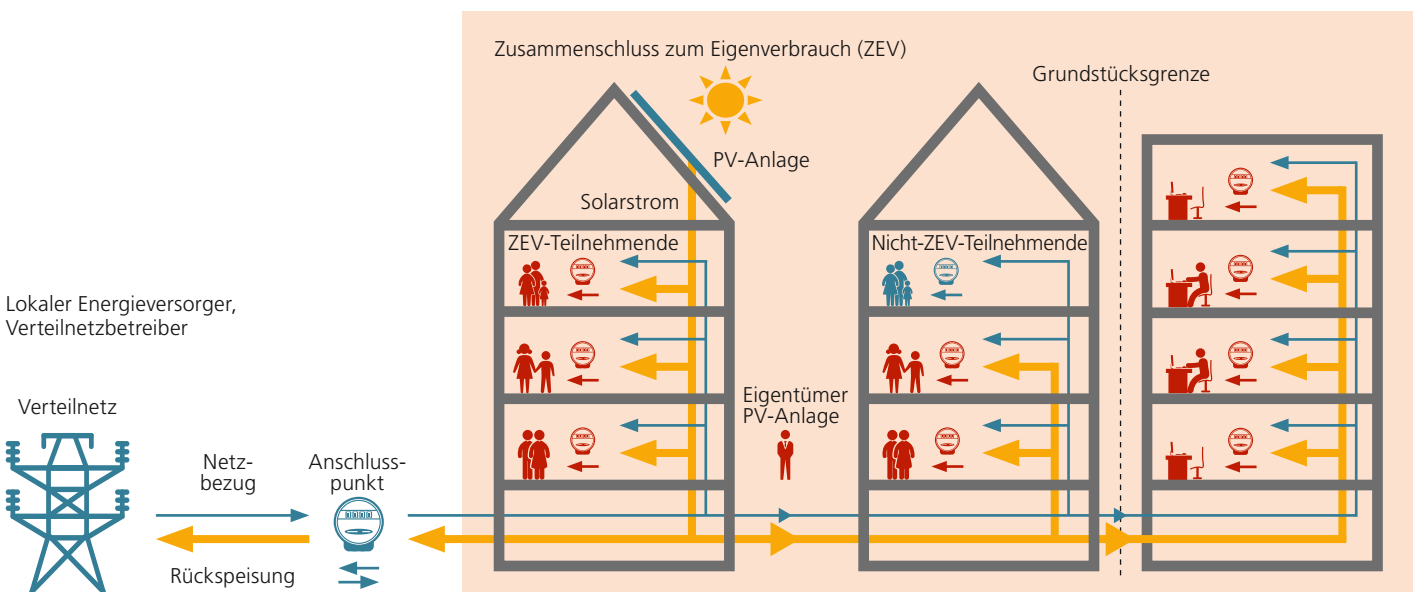 Zusammenschluss zum Eigenverbrauch (ZEV)
Grundstücksgrenze
PV-Anlage
Solarstrom
ZEV-Teilnehmende
Nicht-ZEV-Teilnehmende
Lokaler Energieversorger,
Verteilnetzbetreiber
Eigentümer
PV-Anlage
Verteilnetz
Netz-
bezug
Anschluss-
punkt
Rückspeisung